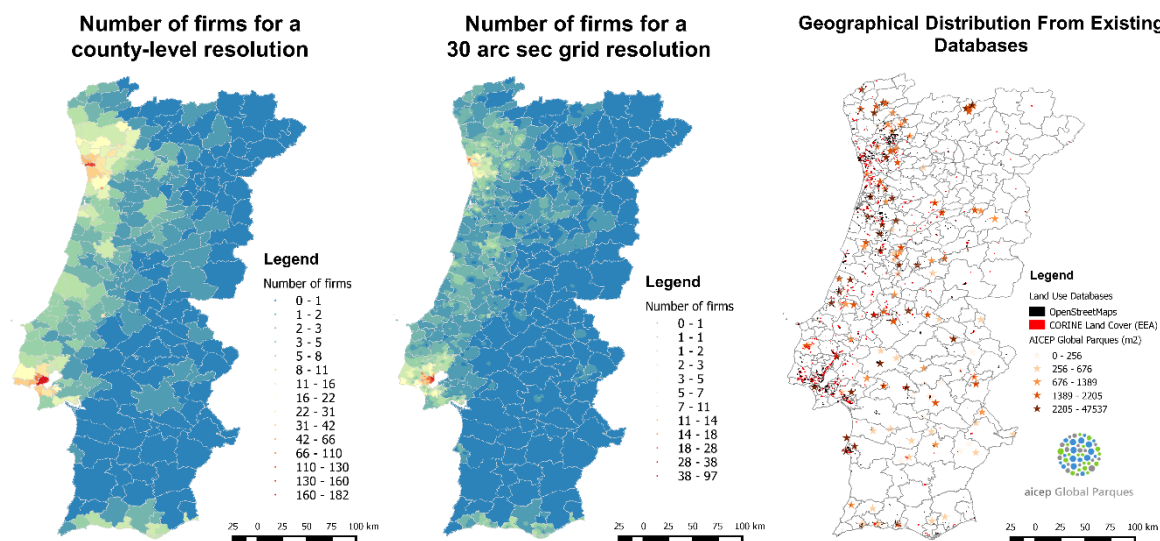 Number of firms for a
county-level resolution
Legend
Number of firms
0 - 1
1 - 2
2 - 3
3 - 5
5 - 8
8 - 11
11 - 16
16 - 22
22 - 31
31 - 42
42 - 66
66 - 110
110 - 130
130 - 160
160 - 182
25 0 25 50 75 100 km
Number of firms for a
30 arc sec grid resolution
Legend
Number of firms
0 - 1
1 - 1
1 - 2
2 - 3
3 - 5
5 - 7
7 - 11
11 - 14
14 - 18
18 - 28
28 - 38
38 - 97
25 0 25 50 75 100 km
Geographical Distribution From Existing
Databases
Legend
Land Use Databases
OpenStreetMaps
CORINE Land Cover (EEA)
AICEP Global Parques (m2)
0 - 256
256 - 676
676 - 1389
1389 - 2205
2205 - 47537
aicep Global Parques
25 0 25 50 75 100 km